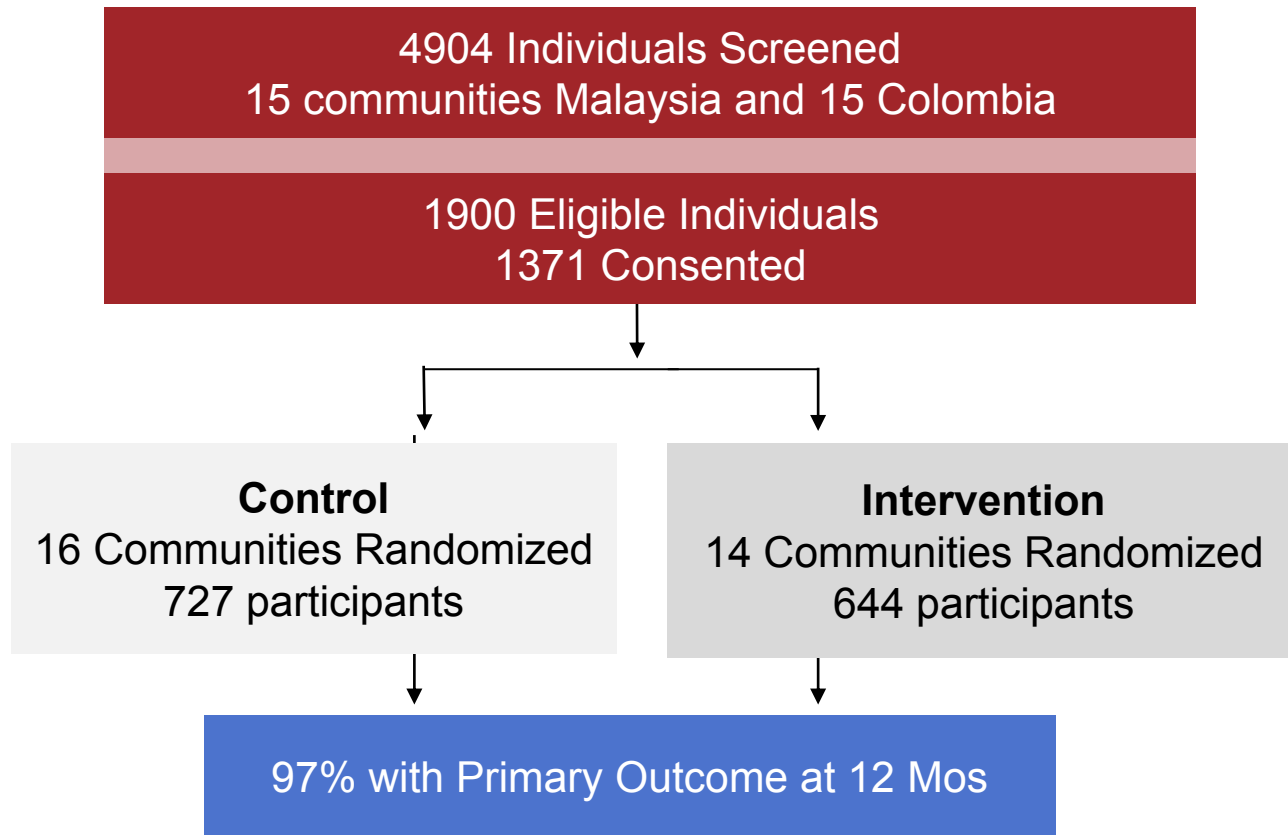 4904 Individuals Screened
15 communities Malaysia and 15 Colombia
1900 Eligible Individuals
1371 Consented
Control
16 Communities Randomized
727 participants
Intervention
14 Communities Randomized
644 participants
97% with Primary Outcome at 12 Mos